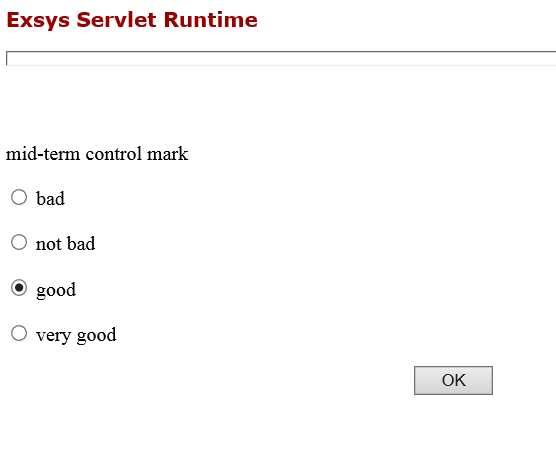 Exsys Servlet Runtime
mid-term control mark
bad
not bad
good
very good
OK